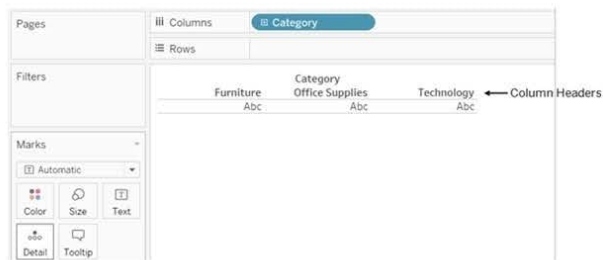 Pages
Columns
Category
Rows
Filters
Category
Furniture Office Supplies Technology
Column Headers
Abc Abc Abc
Marks
Automatic
Color Size Text
Detail Tooltip